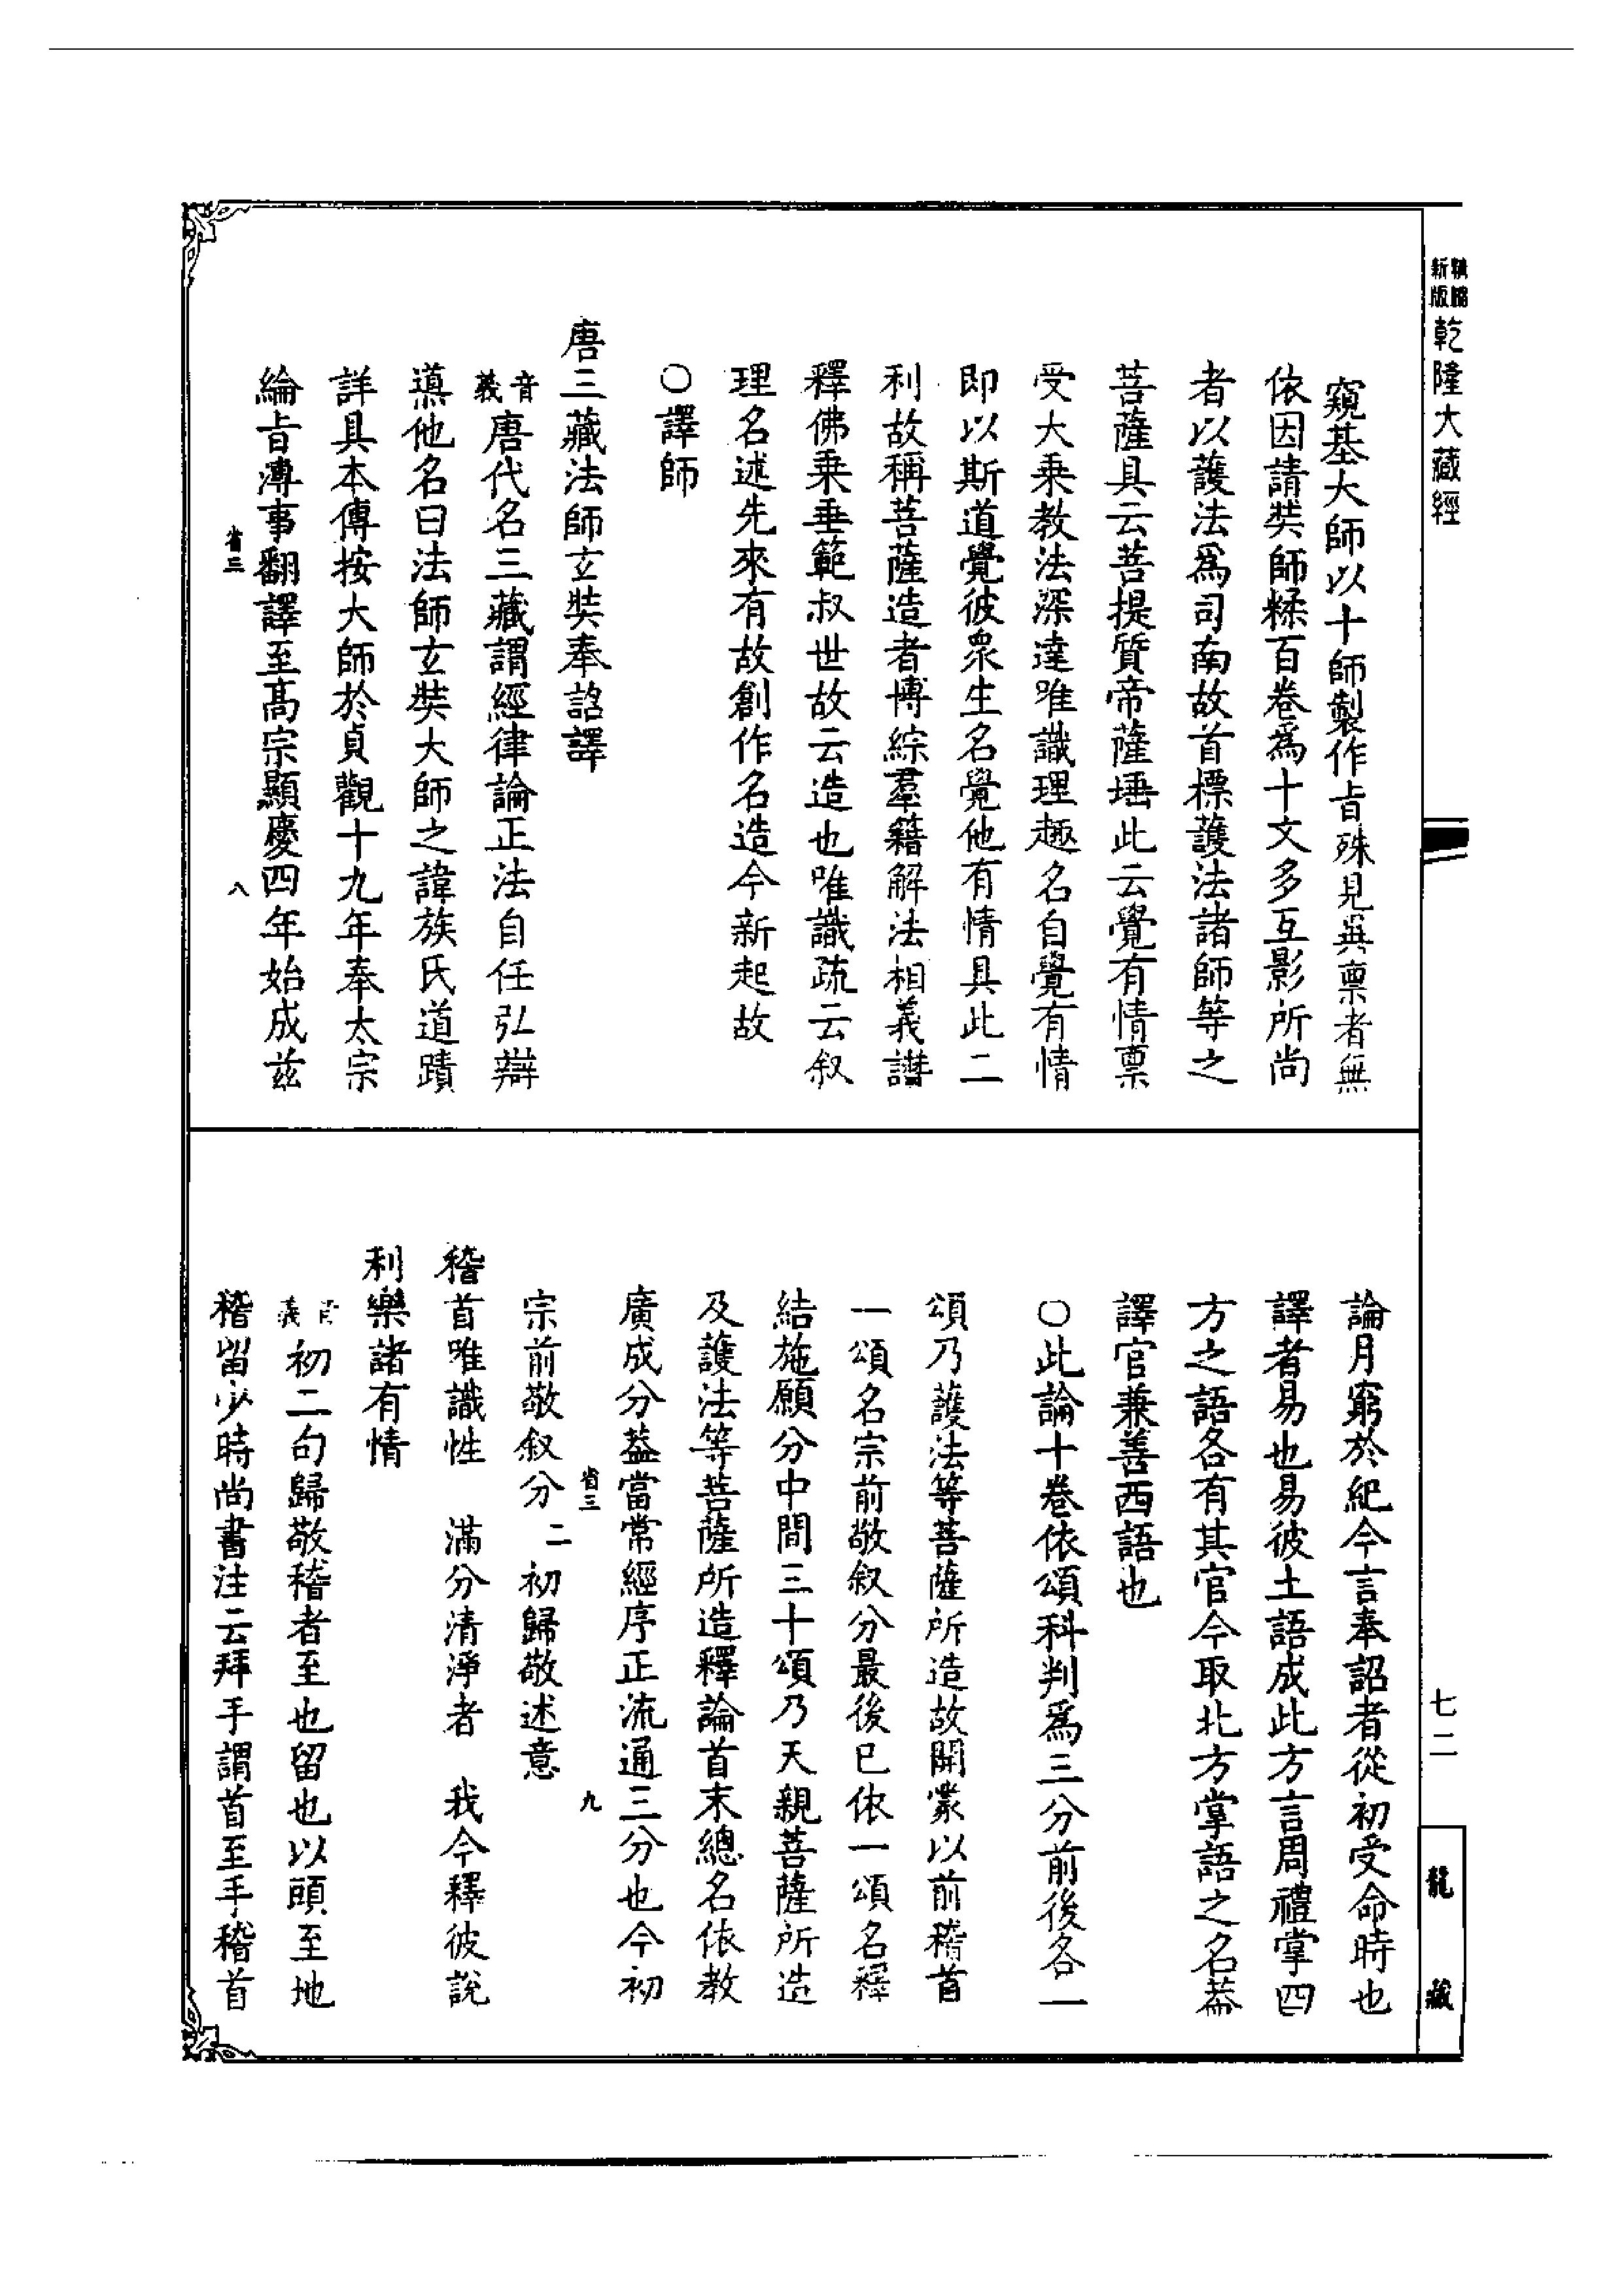 新版
精編
乾隆大藏經
七二
龍藏
窺基大師以十師製作㫖殊見異稟者無
依因請奘師糅百卷為十文多互影所尚
者以護法為司南故首標護法諸師等之
菩薩具云菩提質帝薩埵此云覺有情稟
受大乗教法深達唯識理趣名自覺有情
即以斯道覺彼衆生名覺他有情具此二
利故稱菩薩造者博綜羣籍解法相義譛
釋佛乗垂範叔世故云造也唯識疏云叙
理名述先來有故創作名造今新起故
○譯師
唐三藏法師玄奘奉詔譯
音義唐代名三藏謂經律論正法自任弘辯
濵他名曰法師玄奘大師之諱族氏道蹟
詳具本傳按大師於貞觀十九年奉太宗
綸㫖漙事翻譯至髙宗顯慶四年始成兹
省三
八
論月窮於紀今言奉詔者從初受命時也
譯者易也易彼土語成此方言周禮掌四
方之語各有其官今取北方掌語之名葢
譯官兼善西語也
○此論十卷依頌科判為三分前後各一
頌乃護法等菩薩所造故開蒙以前稽首
一頌名宗前敬叙分最後已依一頌名釋
結施願分中間三十頌乃天親菩薩所造
及護法等菩薩所造釋論首末總名依教
廣成分葢當常經序正流通三分也今初
省三
九
宗前敬叙分二初歸敬述意
稽首唯識性　滿分清淨者　我今釋彼說
利樂諸有情
音義初二句歸敬稽者至也留也以頭至地
稽留少時尚書注云拜手謂首至手稽首